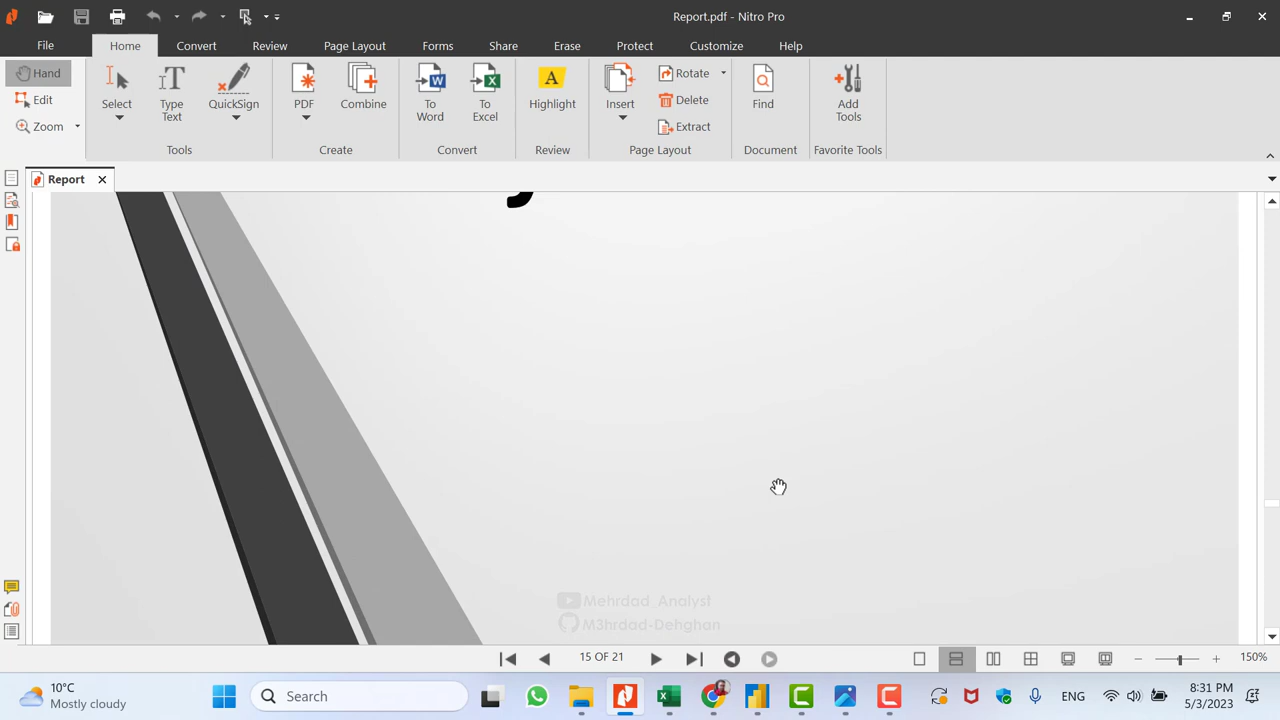 Report.pdf - Nitro Pro
File
Home
Convert
Review
Page Layout
Forms
Share
Erase
Protect
Customize
Help
Hand
Edit
Zoom
Select
Type
Text
QuickSign
Tools
PDF
Combine
Create
To
Word
To
Excel
Convert
Highlight
Review
Insert
Rotate
Delete
Extract
Page Layout
Find
Document
Add
Tools
Favorite Tools
Report
Mehrdad_Analyst
M3hrdad-Dehghan
15 OF 21
150%
10°C
Mostly cloudy
Search
ENG
8:31 PM
5/3/2023